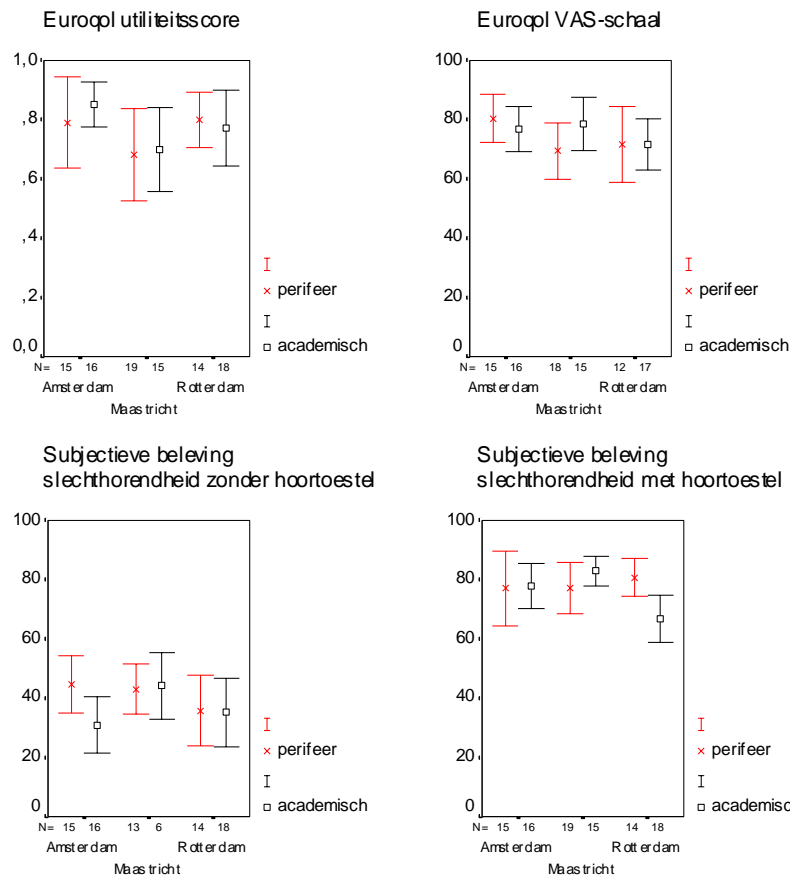 Euroqol utiliteitsscore
1,0
,8
,6
,4
,2
0,0
perifeer
academisch
N= 15 16 19 15 14 18
Amsterdam Rotterdam
Maastricht
Euroqol VAS-schaal
100
80
60
40
20
0
perifeer
academisch
N= 15 16 18 15 12 17
Amsterdam Rotterdam
Maastricht
Subjectieve beleving
slechthorendheid zonder hoortoestel
100
80
60
40
20
0
perifeer
academisch
N= 15 16 13 6 14 18
Amsterdam Rotterdam
Maastricht
Subjectieve beleving
slechthorendheid met hoortoestel
100
80
60
40
20
0
perifeer
academisc
N= 15 16 19 15 14 18
Amsterdam Rotterdam
Maastricht